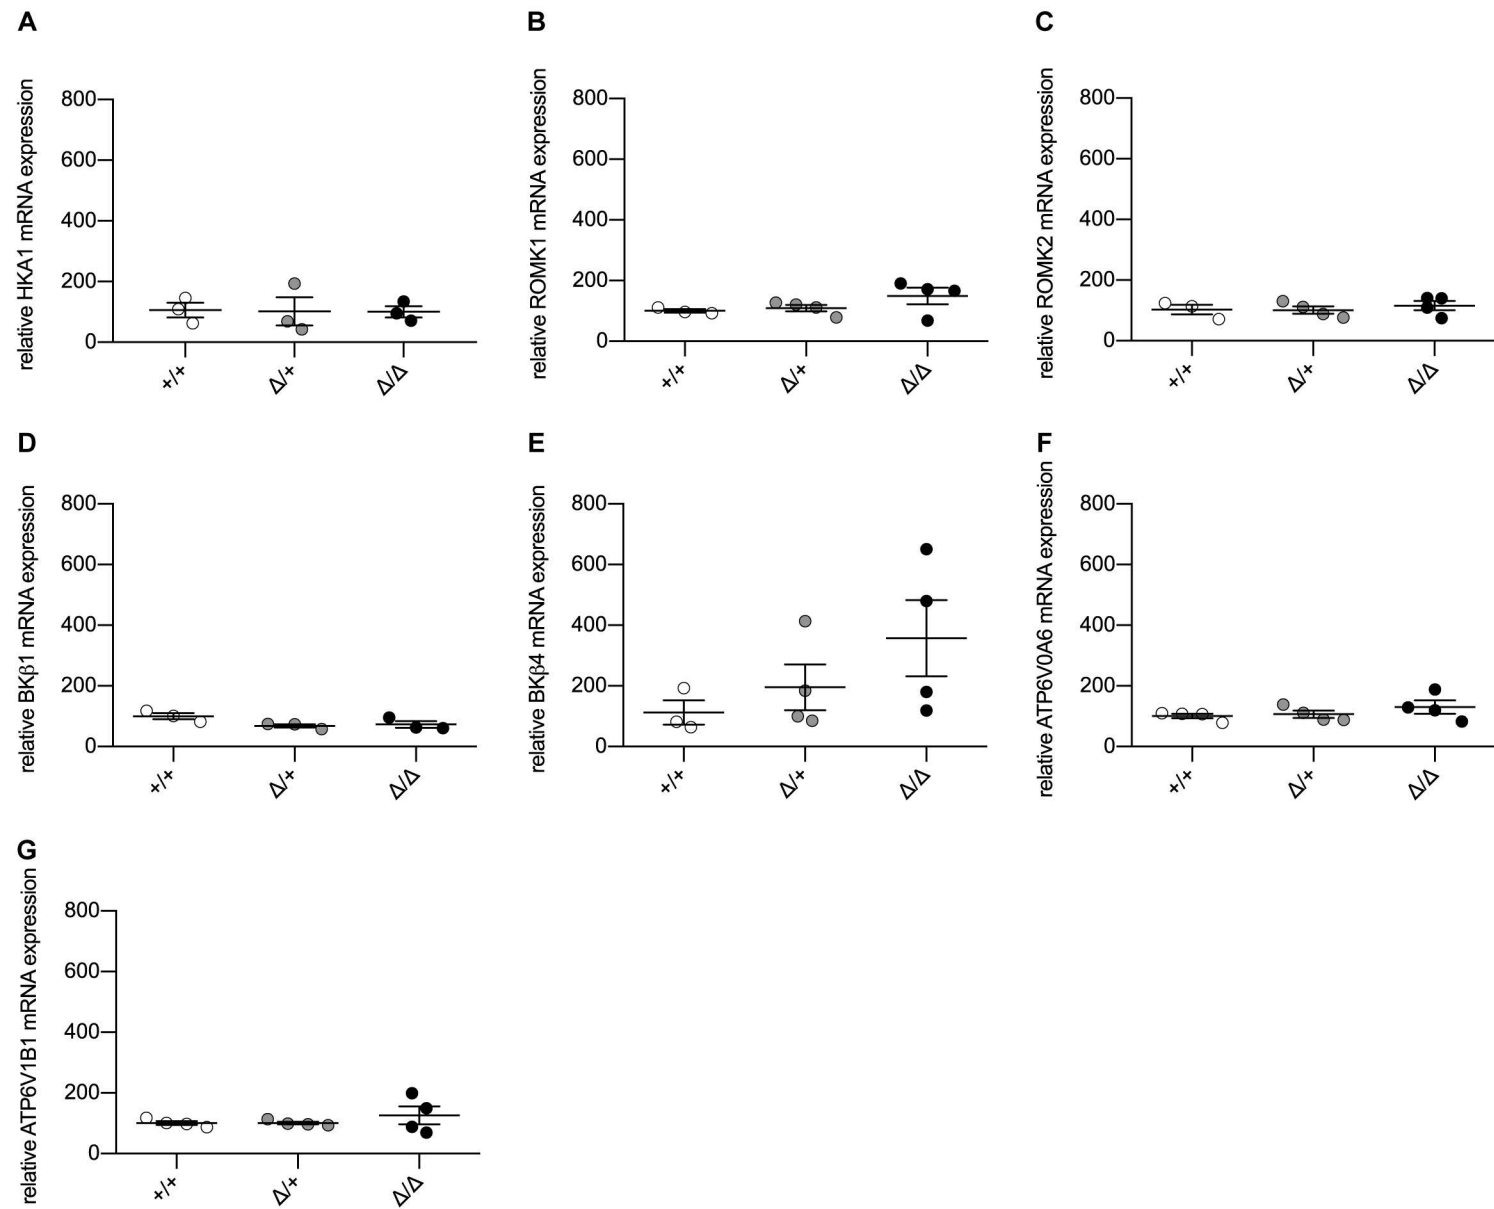 A
relative HKA1 mRNA expression
800
600
400
200
0
+/+
Δ/+
Δ/Δ
B
relative ROMK1 mRNA expression
800
600
400
200
0
+/+
Δ/+
Δ/Δ
C
relative ROMK2 mRNA expression
800
600
400
200
0
+/+
Δ/+
Δ/Δ
D
relative BKβ1 mRNA expression
800
600
400
200
0
+/+
Δ/+
Δ/Δ
E
relative BKβ4 mRNA expression
800
600
400
200
0
+/+
Δ/+
Δ/Δ
F
relative ATP6V0A6 mRNA expression
800
600
400
200
0
+/+
Δ/+
Δ/Δ
G
relative ATP6V1B1 mRNA expression
800
600
400
200
0
+/+
Δ/+
Δ/Δ